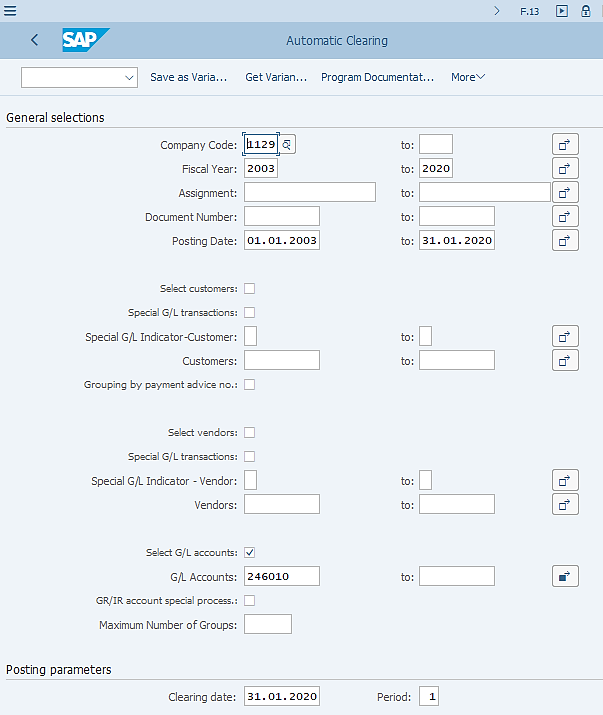 F.13
SAP
Automatic Clearing
Save as Varia... Get Varian... Program Documentat... More
General selections
Company Code: 1129 to:
Fiscal Year: 2003 to: 2020
Assignment: to:
Document Number: to:
Posting Date: 01.01.2003 to: 31.01.2020
Select customers:
Special G/L transactions:
Special G/L Indicator-Customer: to:
Customers: to:
Grouping by payment advice no.:
Select vendors:
Special G/L transactions:
Special G/L Indicator - Vendor: to:
Vendors: to:
Select G/L accounts:
G/L Accounts: 246010 to:
GR/IR account special process.:
Maximum Number of Groups:
Posting parameters
Clearing date: 31.01.2020 Period: 1